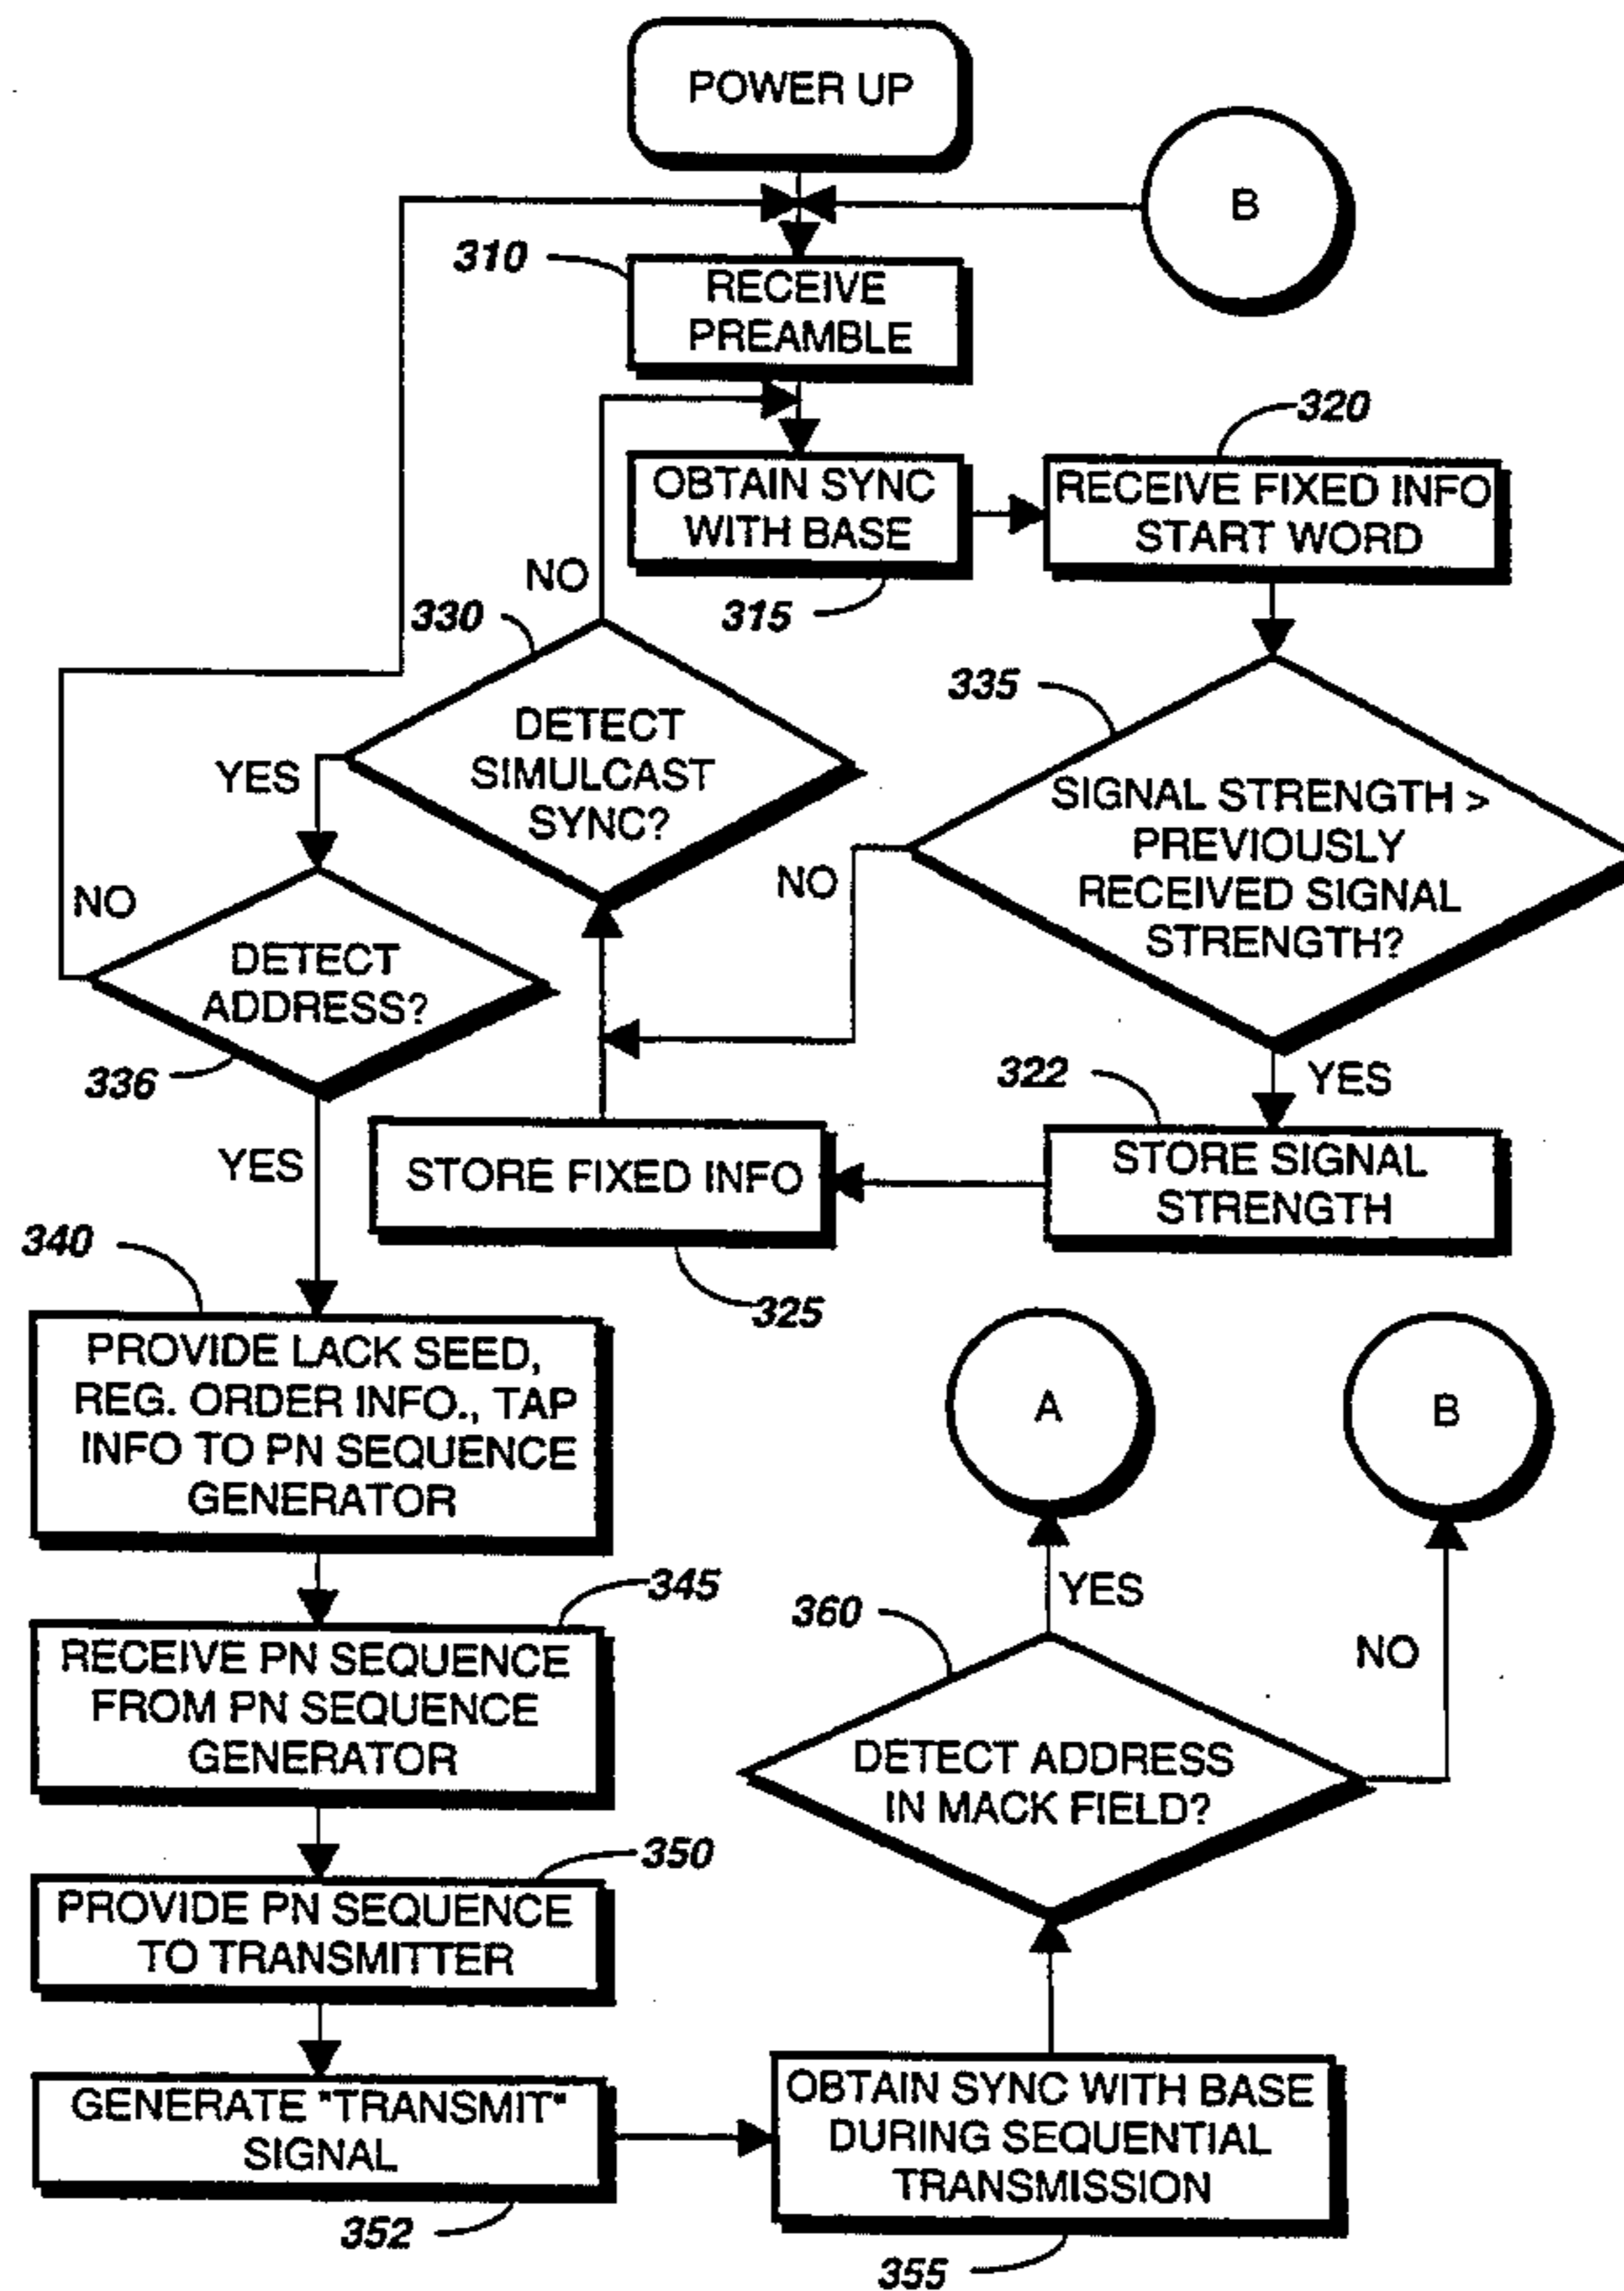 POWER UP
B
310
RECEIVE
PREAMBLE
320
OBTAIN SYNC
WITH BASE
RECEIVE FIXED INFO
START WORD
NO
330
315
335
DETECT
SIMULCAST
SYNC?
YES
SIGNAL STRENGTH >
PREVIOUSLY
RECEIVED SIGNAL
STRENGTH?
NO
NO
DETECT
ADDRESS?
336
322
YES
YES
STORE FIXED INFO
STORE SIGNAL
STRENGTH
340
325
PROVIDE LACK SEED,
REG. ORDER INFO., TAP
INFO TO PN SEQUENCE
GENERATOR
A
B
345
YES
360
RECEIVE PN SEQUENCE
FROM PN SEQUENCE
GENERATOR
NO
DETECT ADDRESS
IN MACK FIELD?
350
PROVIDE PN SEQUENCE
TO TRANSMITTER
GENERATE "TRANSMIT"
SIGNAL
OBTAIN SYNC WITH BASE
DURING SEQUENTIAL
TRANSMISSION
352
355